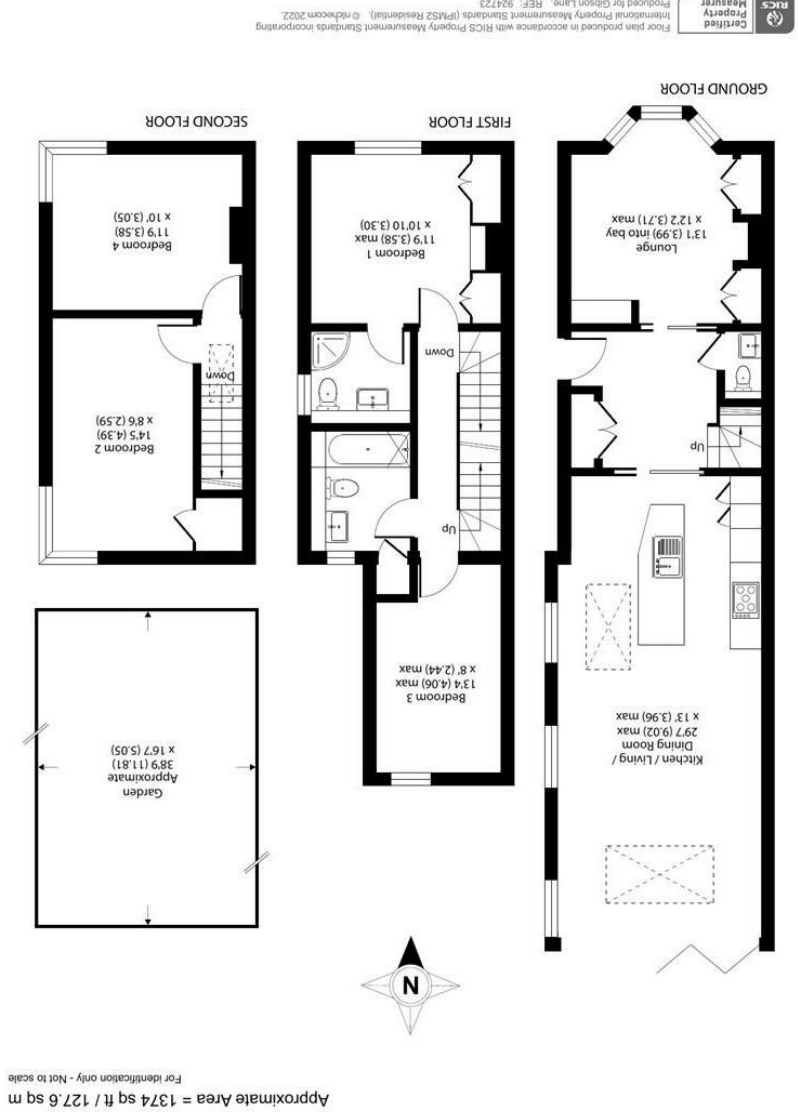 Approximate Area = 1374 sq ft / 127.6 sq m
For identification only - Not to scale
N
Garden
Approximate
38'9 (11.81)
x 16'7 (5.05)
Kitchen / Living /
Dining Room
29'7 (9.02) max
x 13' (3.96) max
Up
Lounge
13'1 (3.99) into bay
x 12'2 (3.71) max
GROUND FLOOR
Bedroom 3
13'4 (4.06) max
x 8' (2.44) max
Up
Down
Bedroom 1
11'9 (3.58) max
x 10'10 (3.30)
FIRST FLOOR
Bedroom 2
14'5 (4.39)
x 8'6 (2.59)
Down
Bedroom 4
11'9 (3.58)
x 10' (3.05)
SECOND FLOOR
RICS
Certified
Property
Measurer
Floor plan produced in accordance with RICS Property Measurement Standards incorporating
International Property Measurement Standards (IPMS2 Residential). © nichecom 2022.
Produced for Gibson Lane. REF: 924723